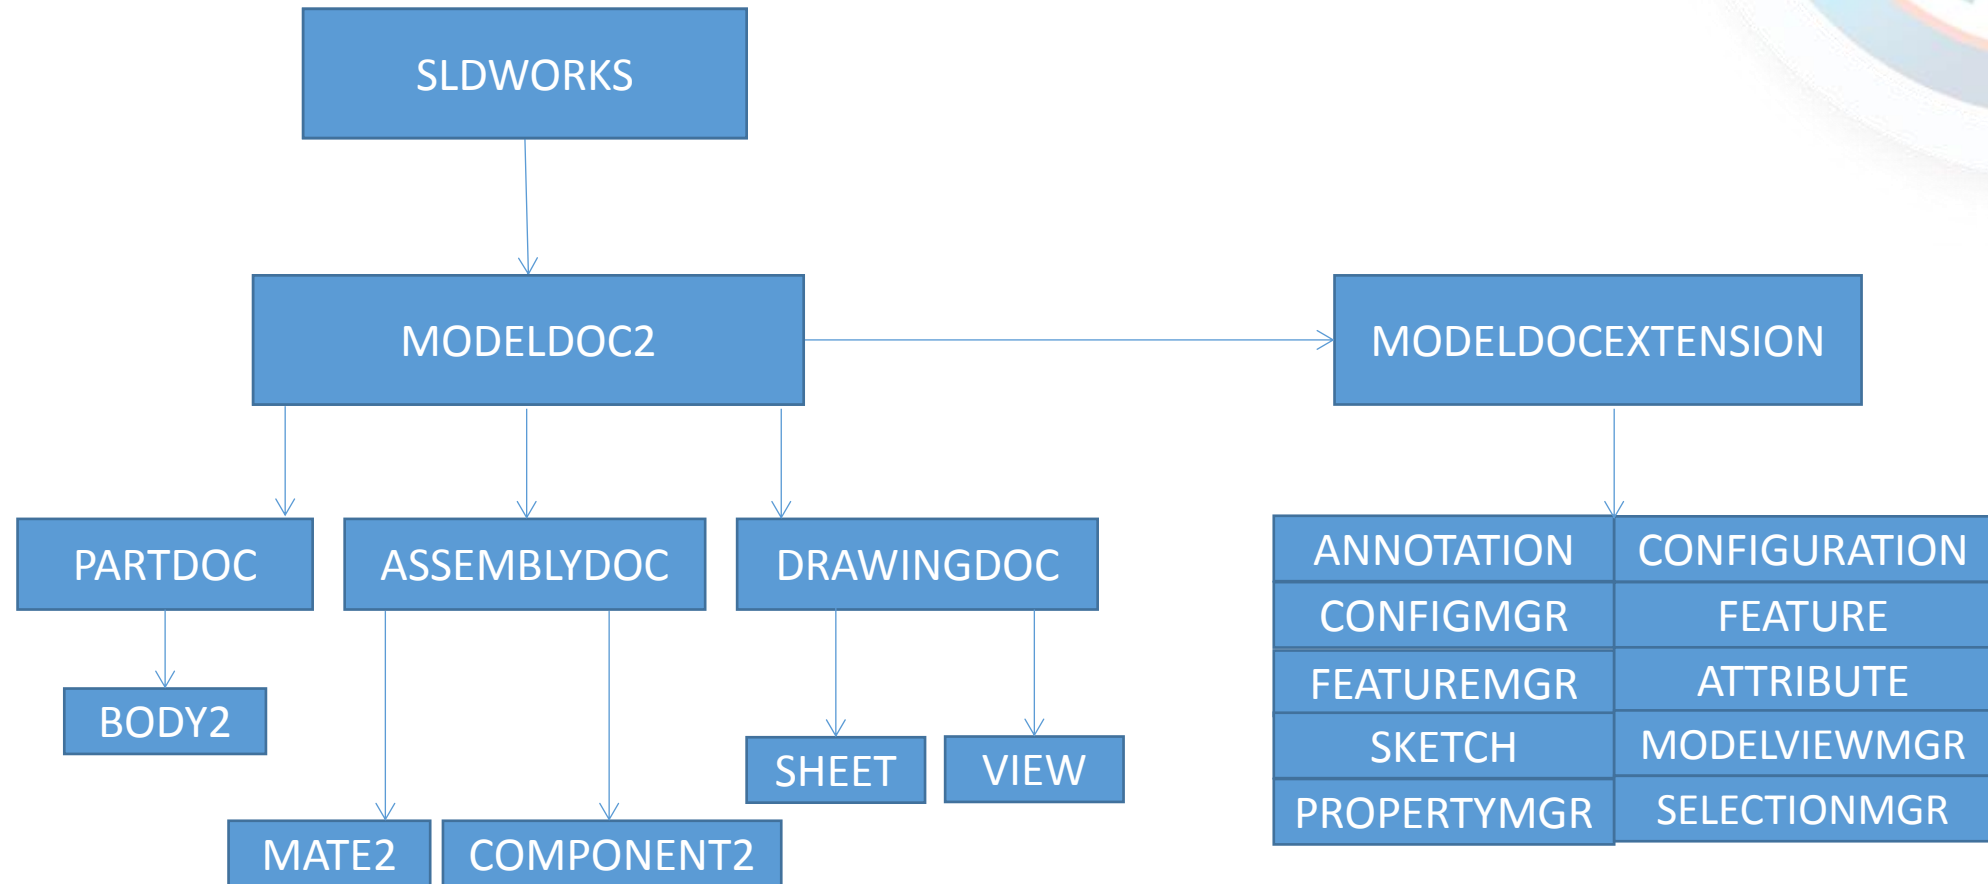 SLDWORKS
MODELDOC2
MODELDOCEXTENSION
PARTDOC
ASSEMBLYDOC
DRAWINGDOC
BODY2
MATE2
COMPONENT2
SHEET
VIEW
ANNOTATION
CONFIGURATION
CONFIGMGR
FEATURE
FEATUREMGR
ATTRIBUTE
SKETCH
MODELVIEWMGR
PROPERTYMGR
SELECTIONMGR